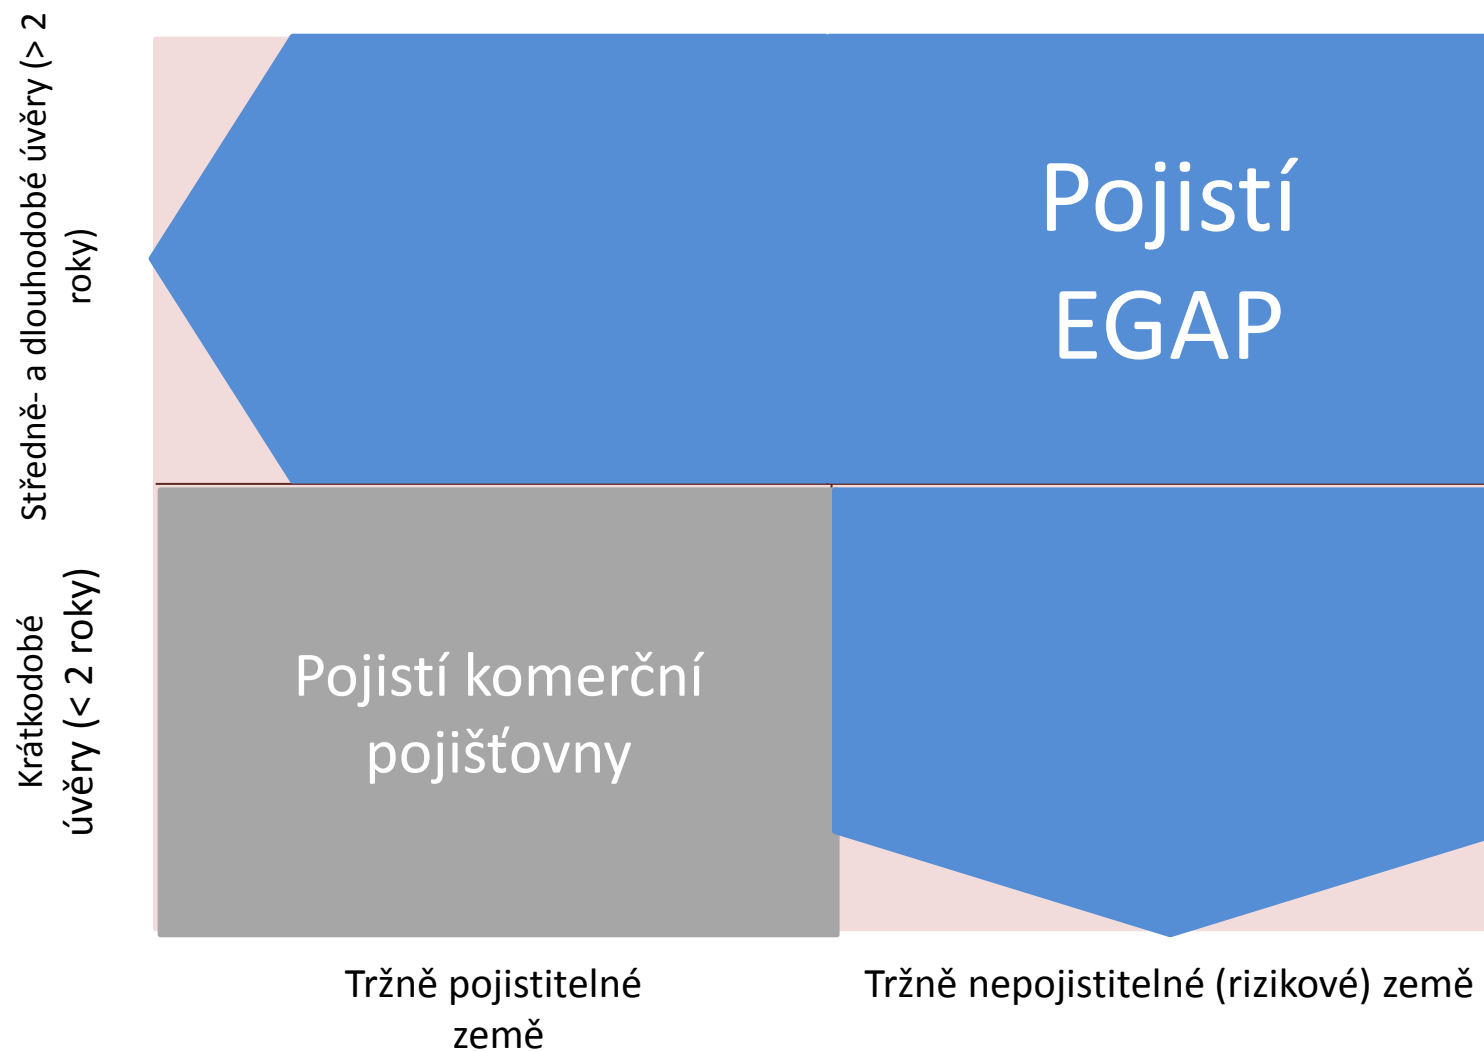 Středně- a dlouhodobé úvěry (> 2
roky)
Pojistí
EGAP
Krátkodobé
úvěry (< 2 roky)
Pojistí komerční
pojišťovny
Tržně pojistitelné
země
Tržně nepojistitelné (rizikové) země